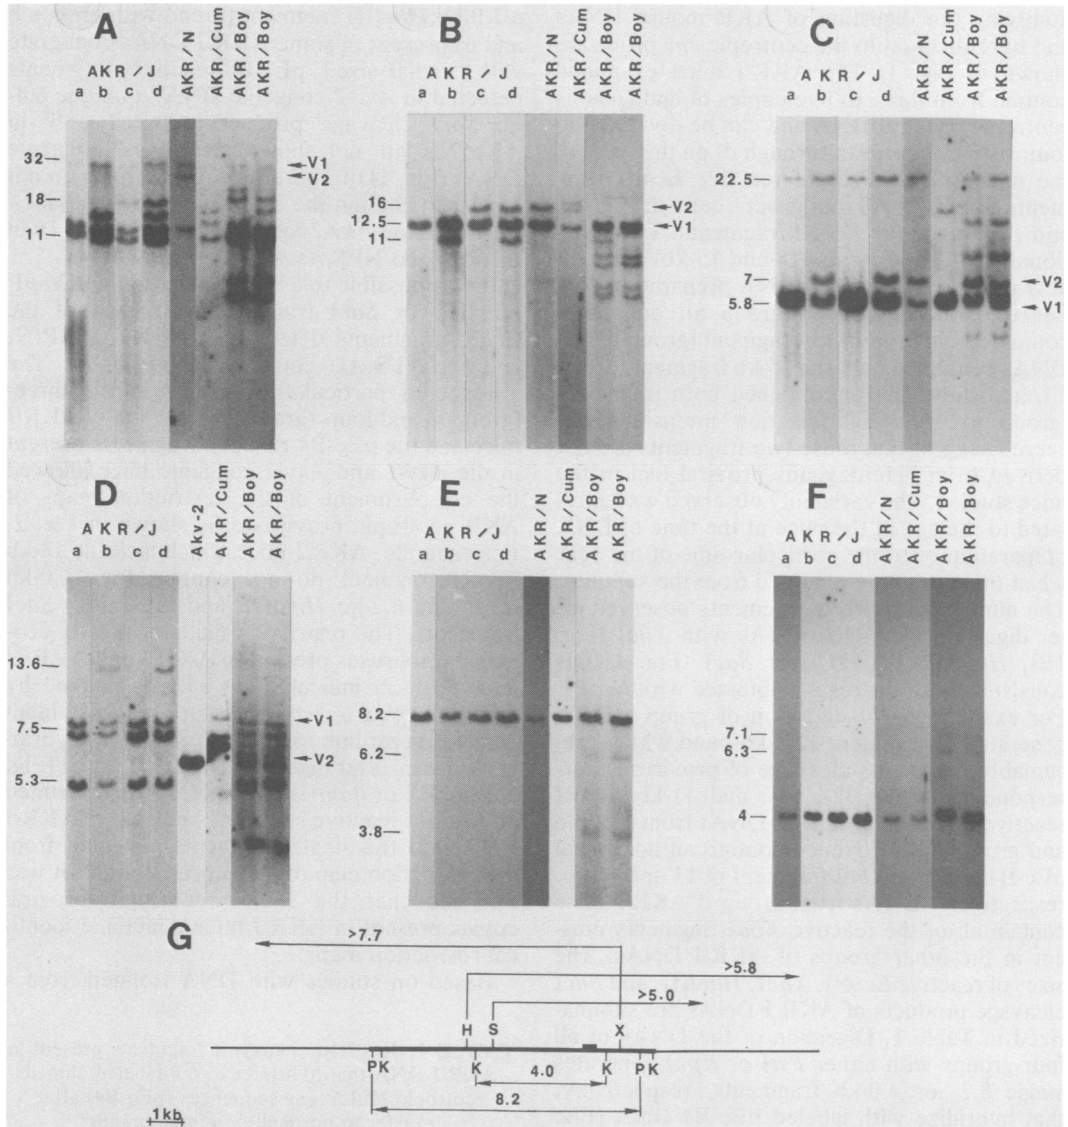 A
AKR/J
a b c d AKR/N AKR/Cum AKR/Boy AKR/Boy
32
18
11
V1
V2
B
AKR/J
a b c d AKR/N AKR/Cum AKR/Boy AKR/Boy
16
12.5
11
V2
V1
C
AKR/J
a b c d AKR/N AKR/Cum AKR/Boy AKR/Boy
22.5
7
5.8
V2
V1
D
AKR/J
a b c d Akv-2 AKR/Cum AKR/Boy AKR/Boy
13.6
7.5
5.3
V1
V2
E
AKR/J
a b c d AKR/N AKR/Cum AKR/Boy AKR/Boy
8.2
6.2
3.8
F
AKR/J
a b c d AKR/N AKR/Cum AKR/Boy AKR/Boy
7.1
6.3
4
G
>7.7
>5.8
>5.0
H S X
PK K K PK
4.0
8.2
1kb